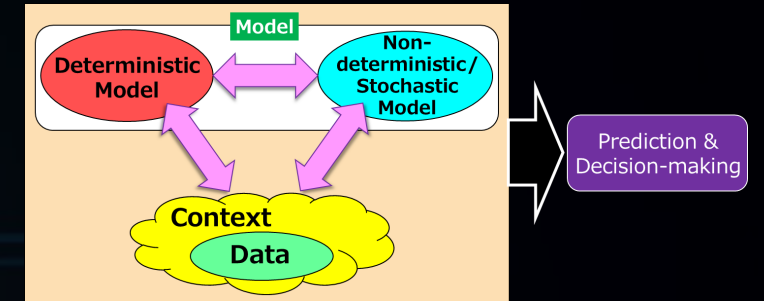 Model
Deterministic
Model
Non-
deterministic/
Stochastic
Model
Context
Data
Prediction &
Decision-making